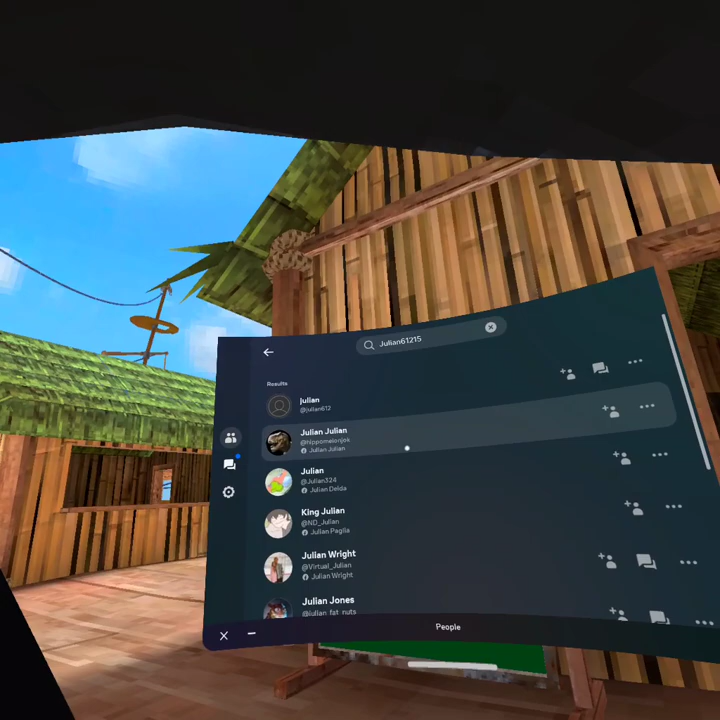 Julian61215
Results
julian
@julian612
Julian Julian
@hippomelonjok
Julian Julian
Julian
@Julian324
Julian Delda
King Julian
@ND_Julian
Julian Paglia
Julian Wright
@Virtual_Julian
Julian Wright
Julian Jones
@julian_fat_nuts
People